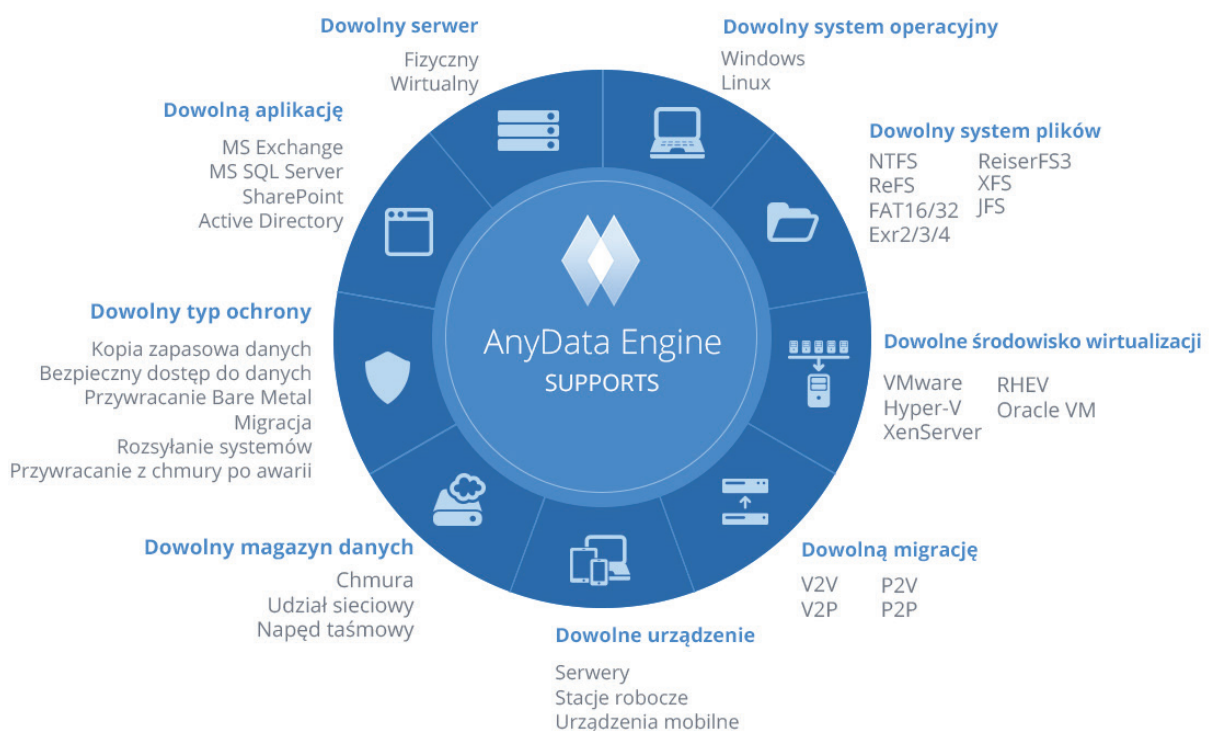 Dowolny serwer
Fizyczny
Wirtualny
Dowolny system operacyjny
Windows
Linux
Dowolną aplikację
MS Exchange
MS SQL Server
SharePoint
Active Directory
Dowolny system plików
NTFS
ReFS
FAT16/32
Exr2/3/4
ReiserFS3
XFS
JFS
AnyData Engine
SUPPORTS
Dowolny typ ochrony
Kopia zapasowa danych
Bezpieczny dostęp do danych
Przywracanie Bare Metal
Migracja
Rozsyłanie systemów
Przywracanie z chmury po awarii
Dowolne środowisko wirtualizacji
VMware
Hyper-V
XenServer
RHEV
Oracle VM
Dowolny magazyn danych
Chmura
Udział sieciowy
Napęd taśmowy
Dowolną migrację
V2V
V2P
P2V
P2P
Dowolne urządzenie
Serwery
Stacje robocze
Urządzenia mobilne